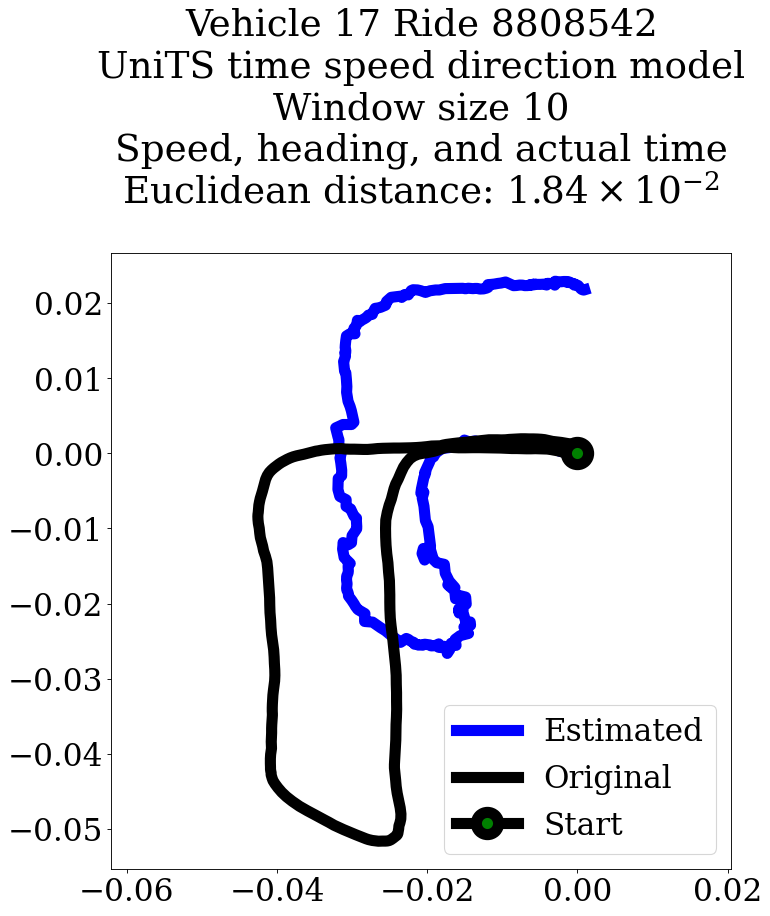 Vehicle 17 Ride 8808542
UniTS time speed direction model
Window size 10
Speed, heading, and actual time
Euclidean distance: 1.84 × 10⁻²
0.02
0.01
0.00
−0.01
−0.02
−0.03
−0.04
−0.05
Estimated
Original
Start
−0.06 −0.04 −0.02 0.00 0.02